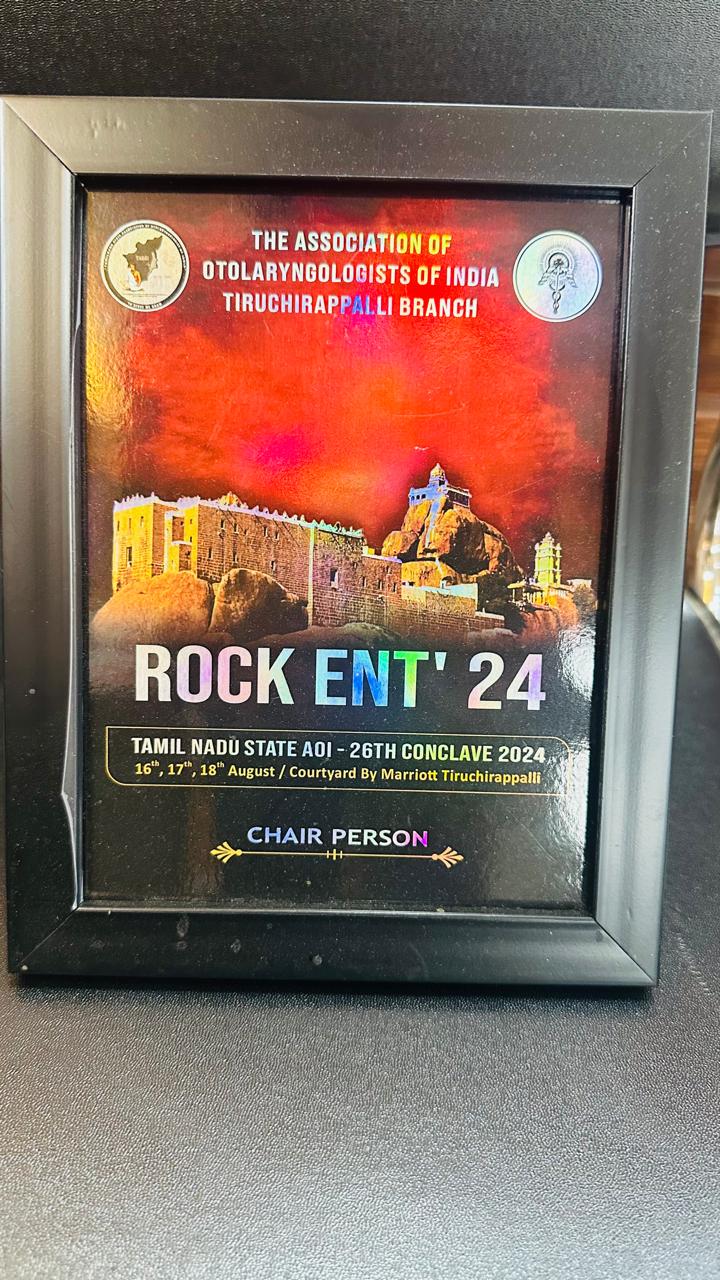 THE ASSOCIATION OF
OTOLARYNGOLOGISTS OF INDIA
TIRUCHIRAPPALLI BRANCH
ROCK ENT' 24
TAMIL NADU STATE AOI - 26TH CONCLAVE 2024
16th, 17th, 18th August / Courtyard By Marriott Tiruchirappalli
CHAIR PERSON